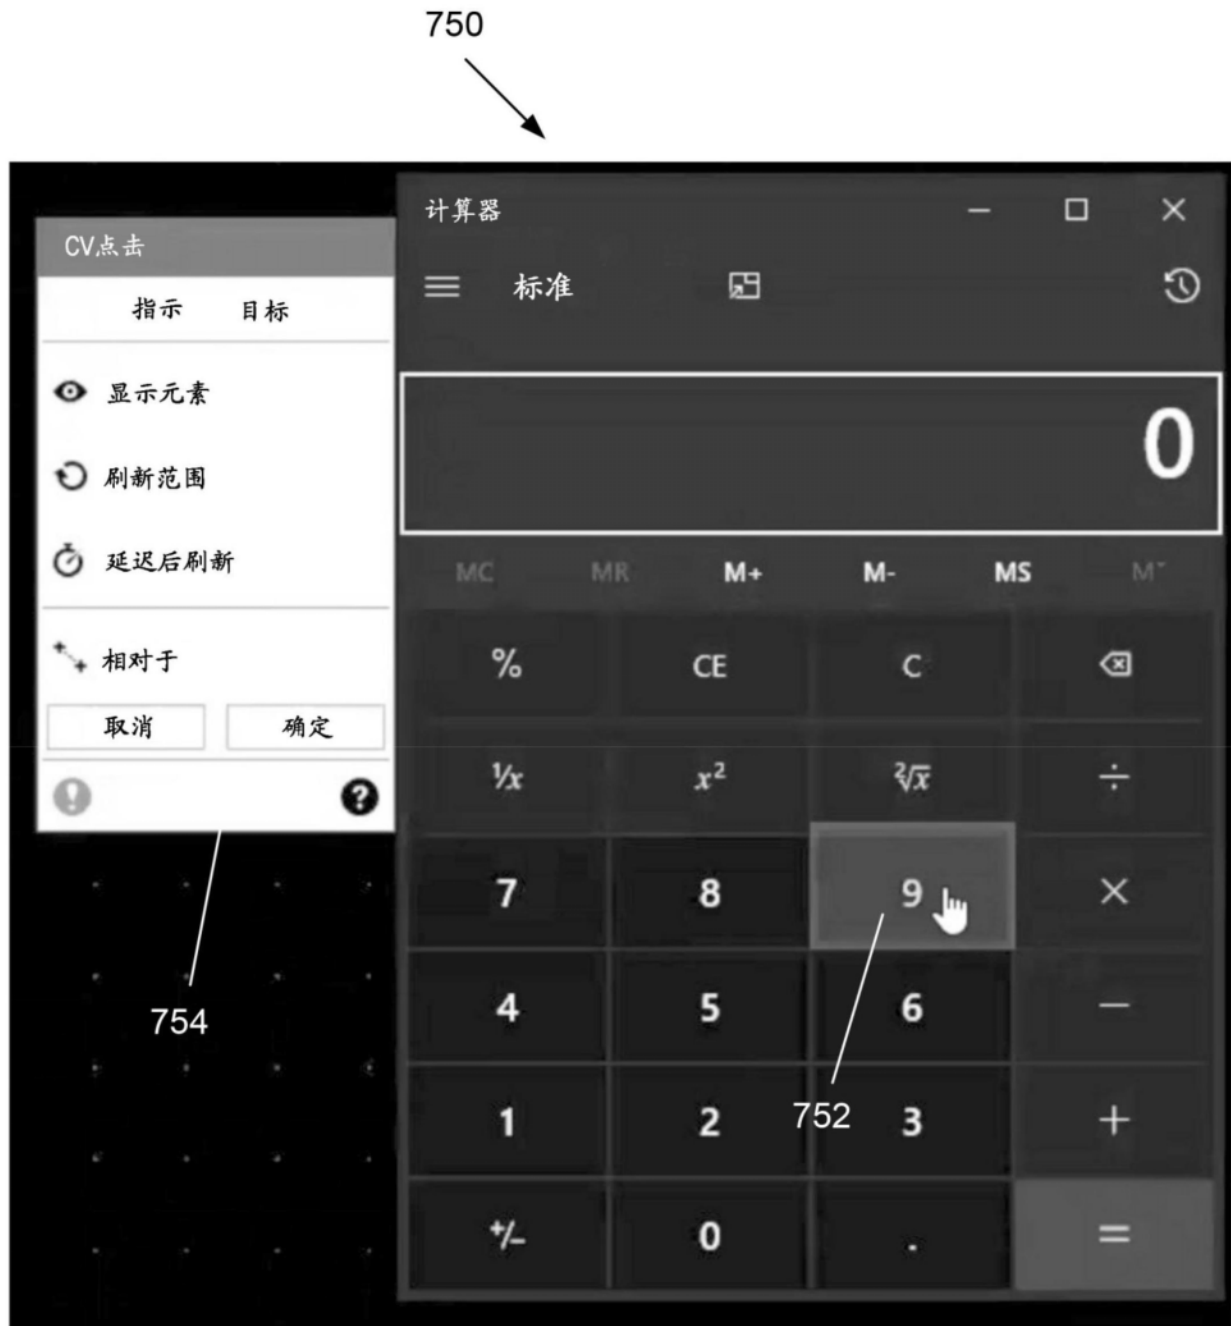 750
CV点击
指示 目标
显示元素
刷新范围
延迟后刷新
相对于
取消 确定
754
计算器
标准
0
MC MR M+ M- MS M˅
% CE C
⅟x x² ²√x ÷
7 8 9 ×
4 5 6 −
752
1 2 3 +
+/− 0 . =